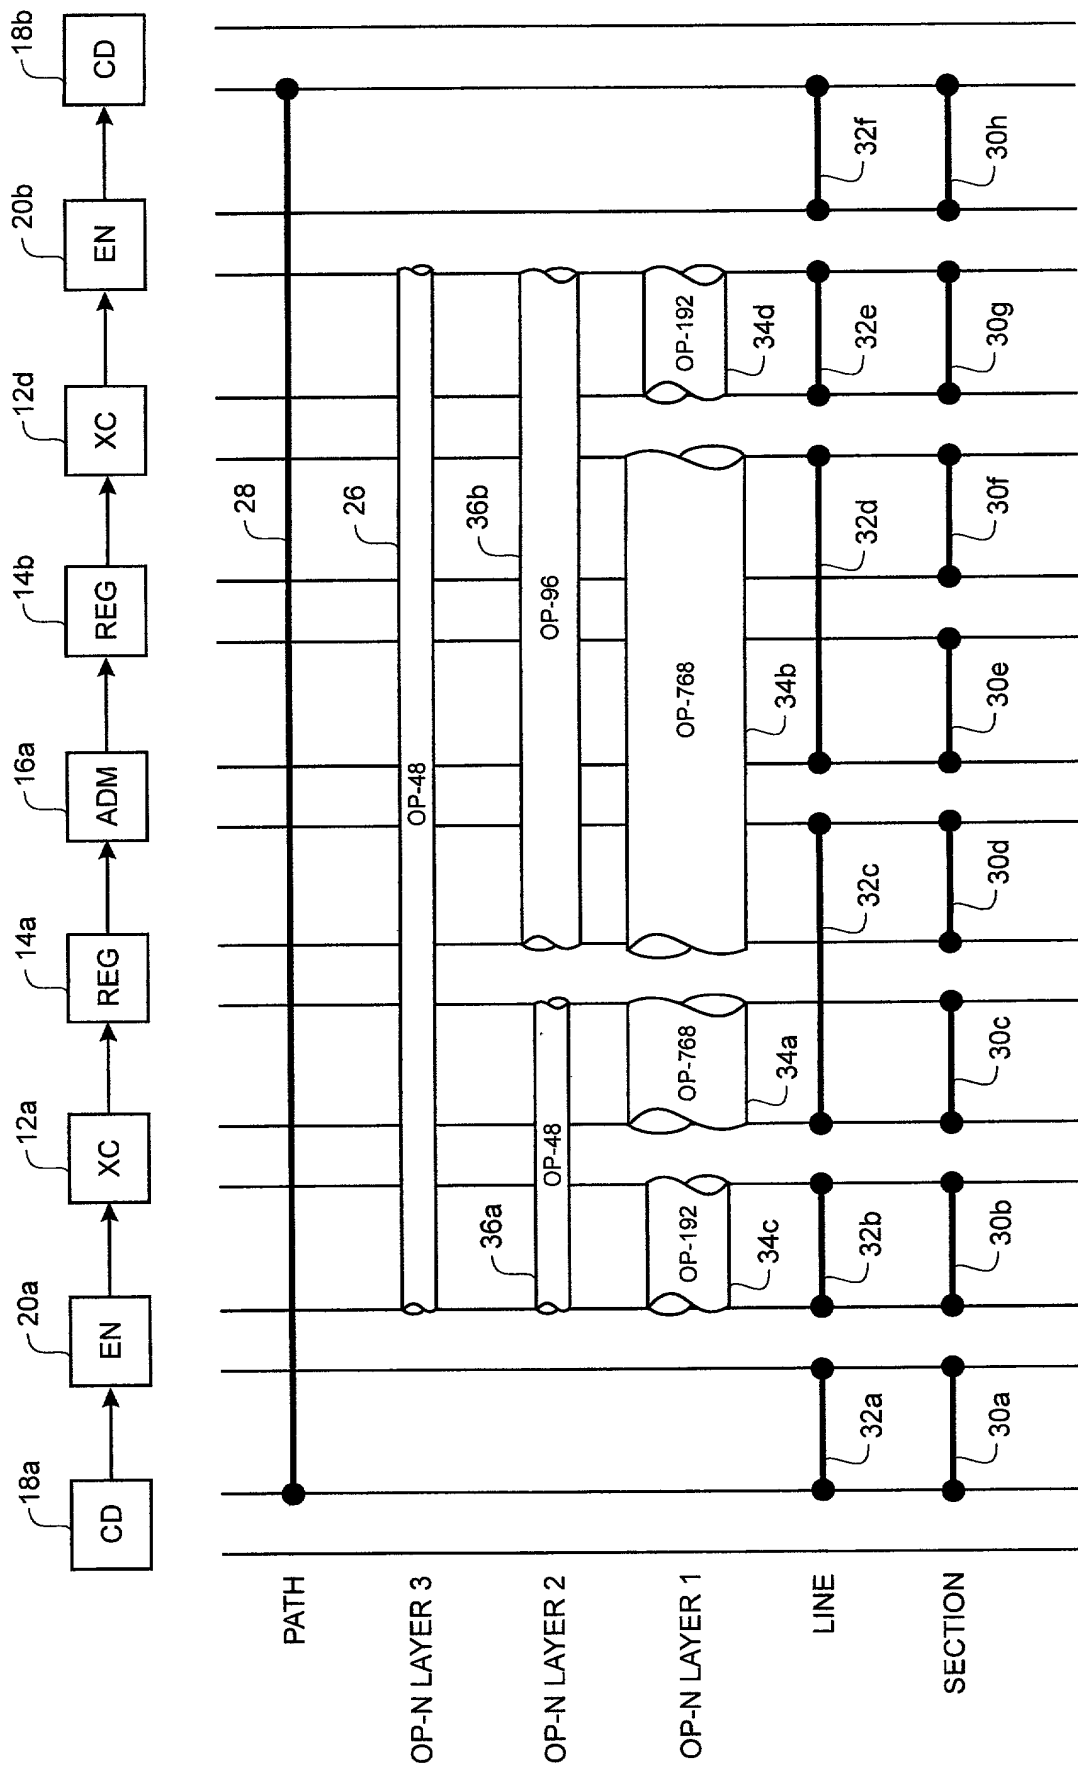 18a
20a
12a
14a
16a
14b
12d
20b
18b
CD
EN
XC
REG
ADM
REG
XC
EN
CD
PATH
28
OP-N LAYER 3
OP-48
26
OP-N LAYER 2
36a
OP-48
OP-96
36b
OP-N LAYER 1
OP-192
34c
OP-768
34a
OP-768
34b
OP-192
34d
LINE
32a
32b
32c
32d
32e
32f
SECTION
30a
30b
30c
30d
30e
30f
30g
30h